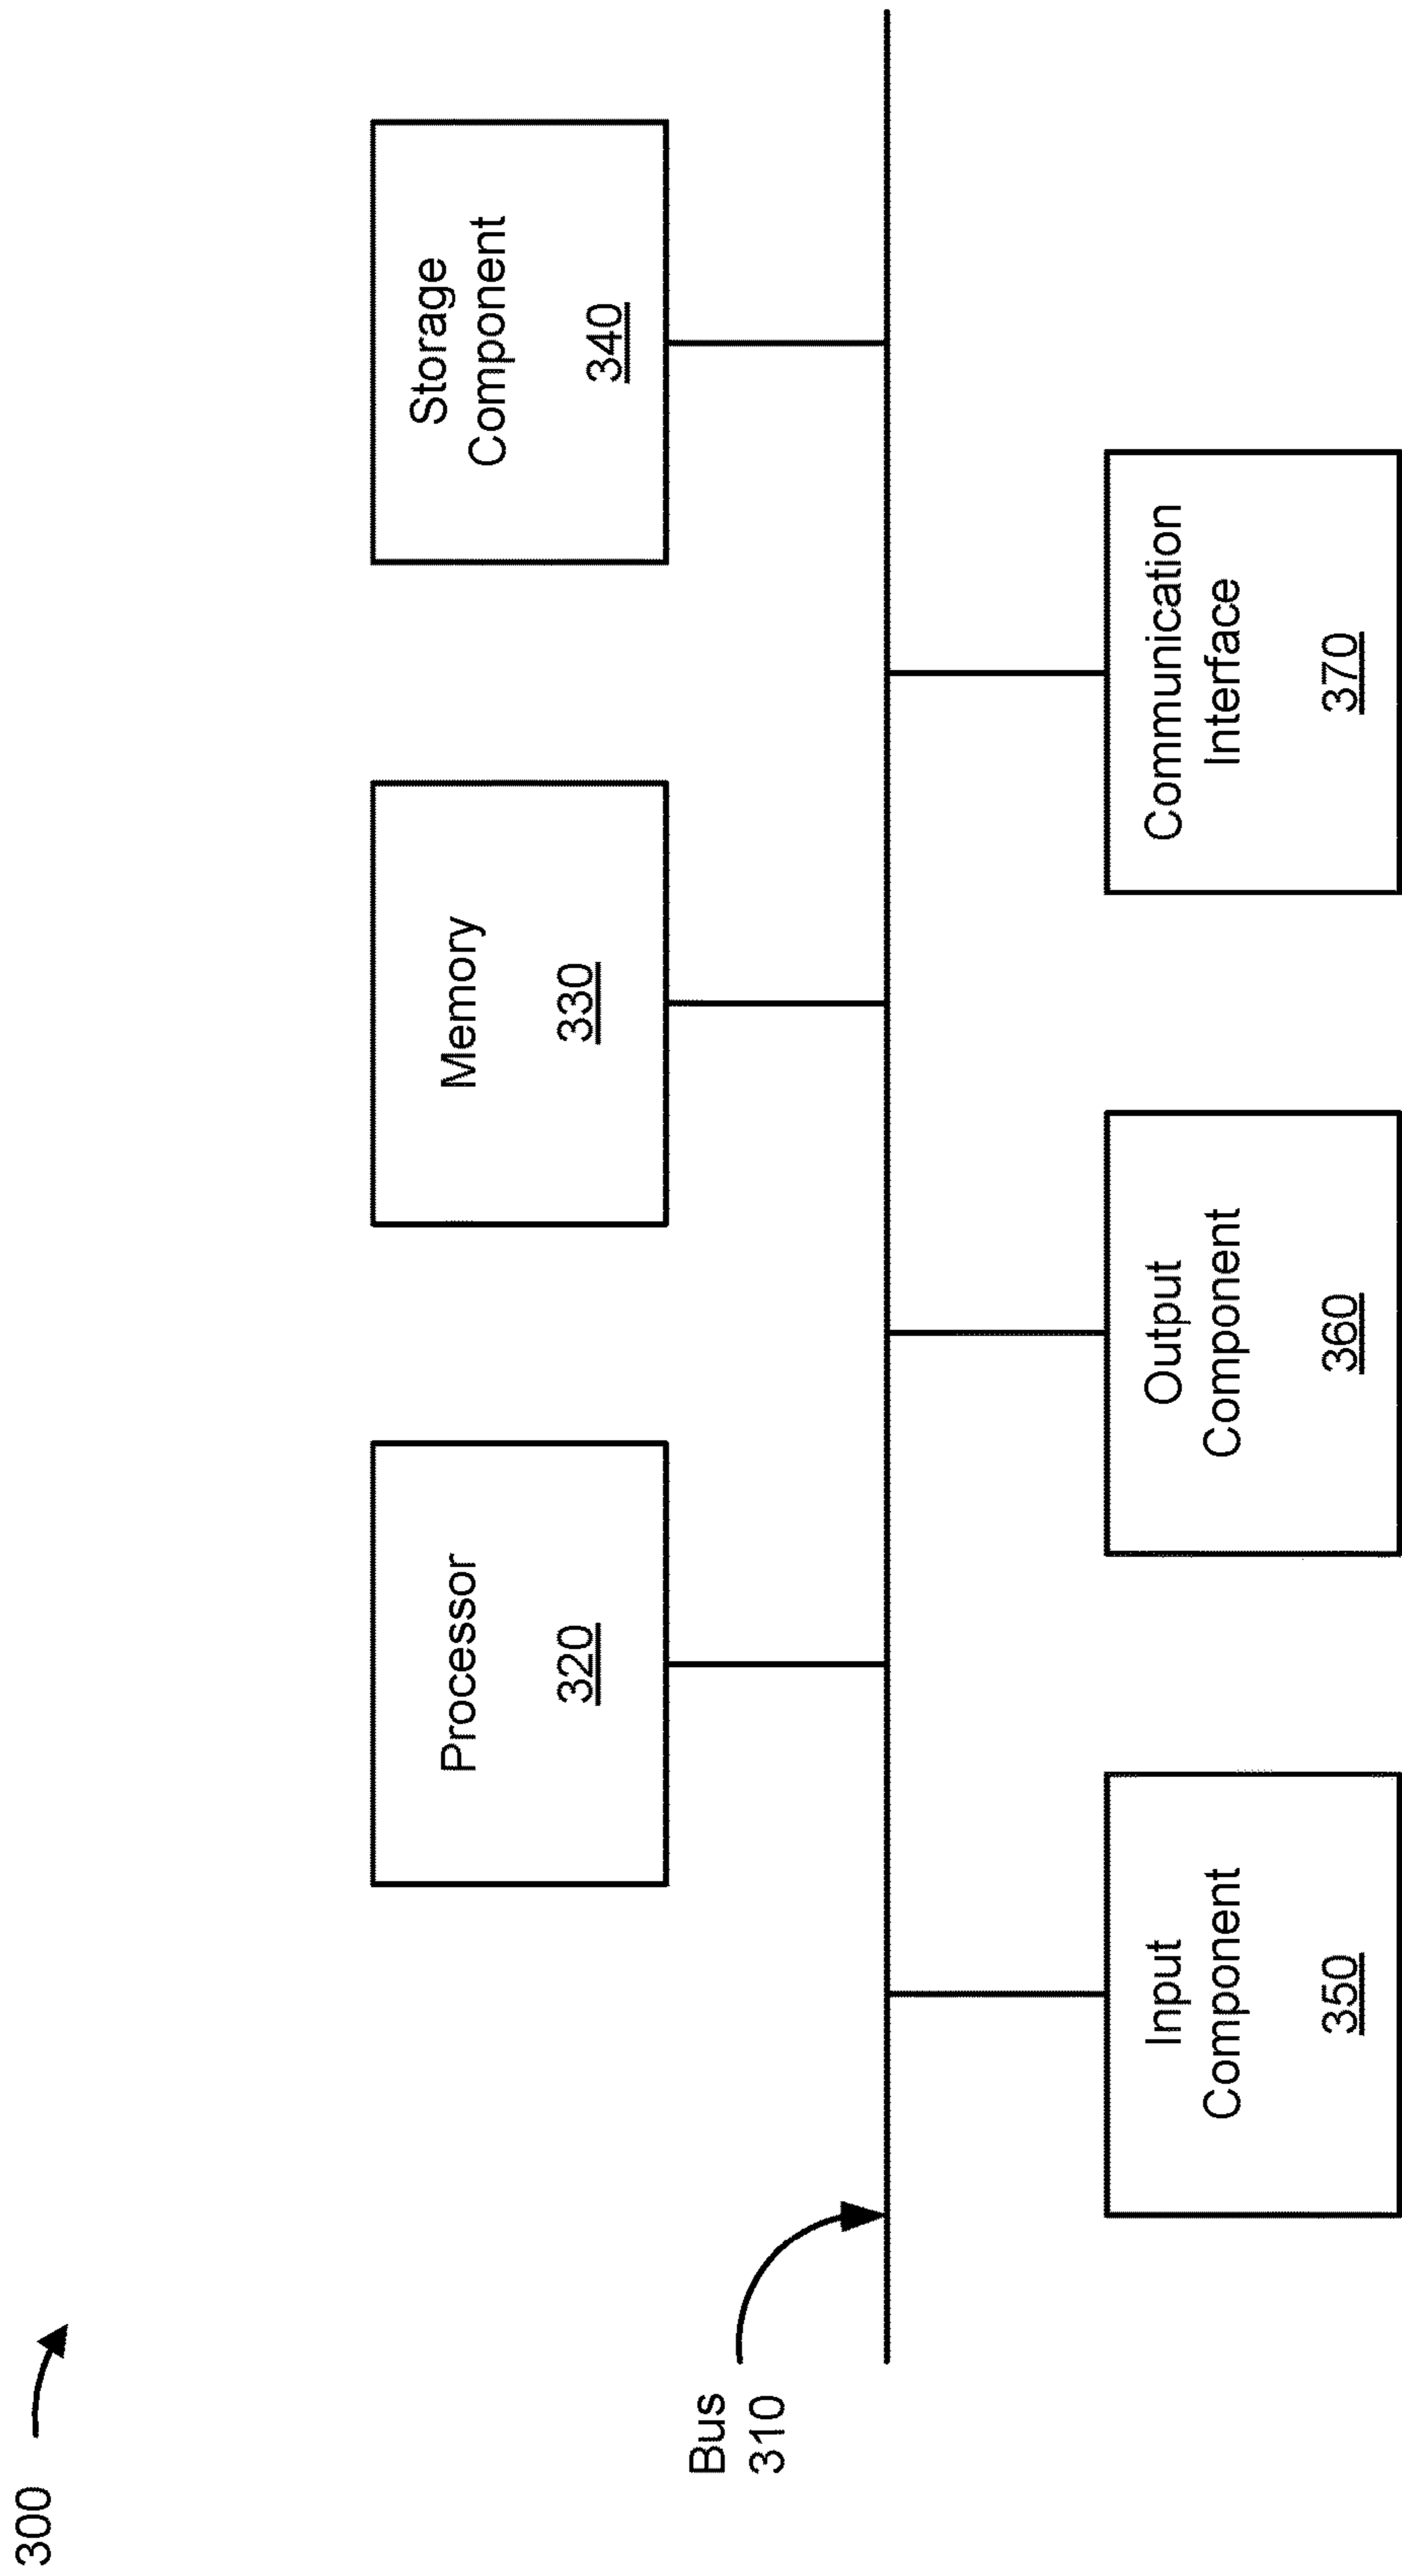 300
Processor
320
Memory
330
Storage
Component
340
Bus
310
Input
Component
350
Output
Component
360
Communication
Interface
370